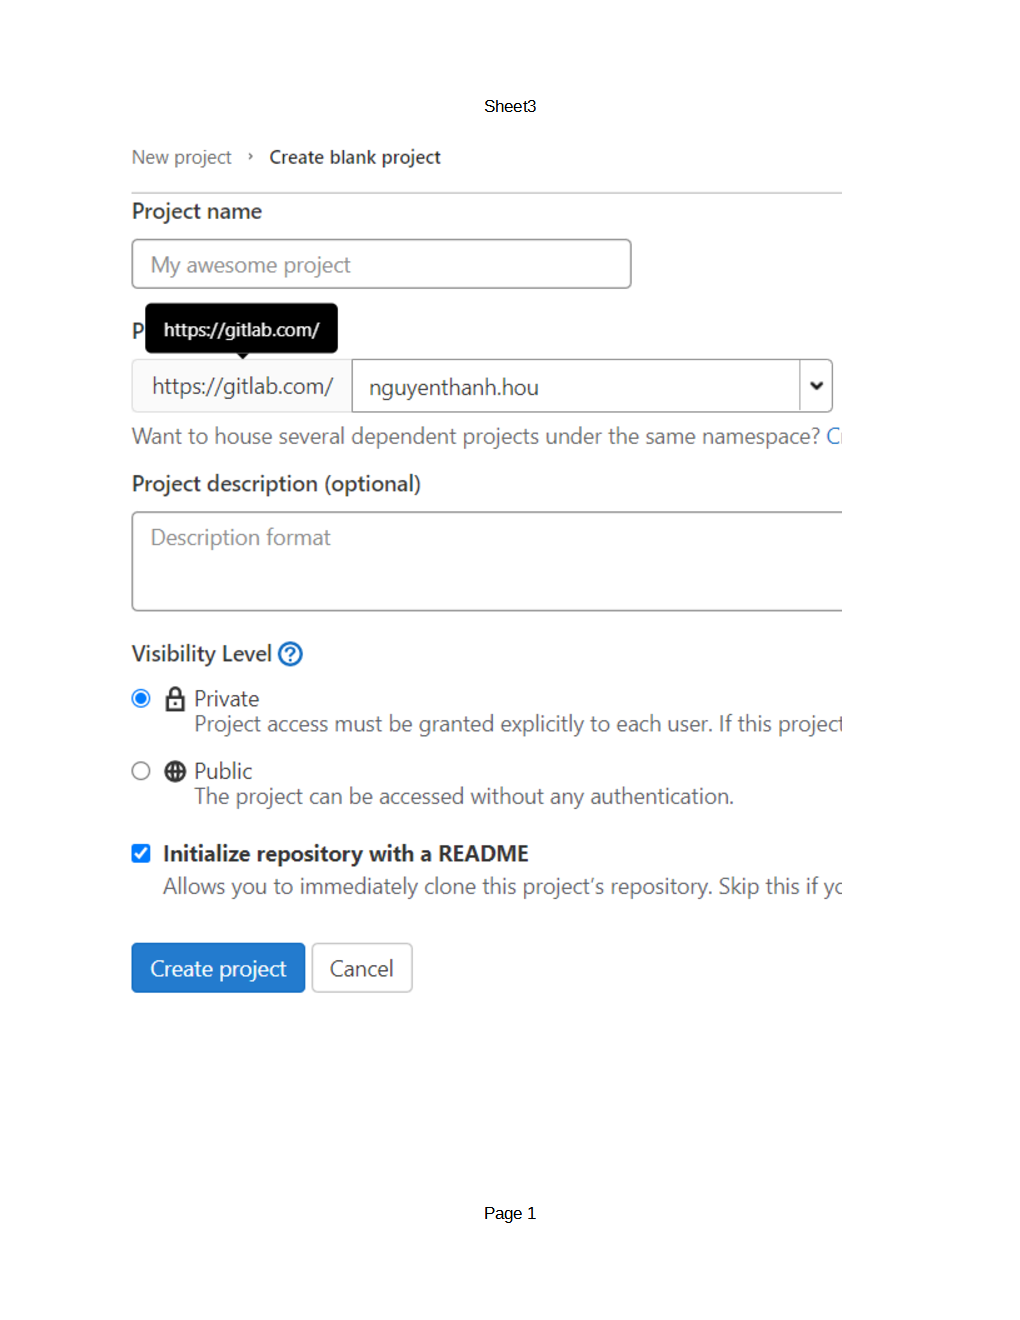 Sheet3
New project › Create blank project
Project name
My awesome project
P
https://gitlab.com/
https://gitlab.com/ nguyenthanh.hou
Want to house several dependent projects under the same namespace?
Project description (optional)
Description format
Visibility Level
Private
Project access must be granted explicitly to each user. If this project
Public
The project can be accessed without any authentication.
Initialize repository with a README
Allows you to immediately clone this project's repository. Skip this if
Create project Cancel
Page 1